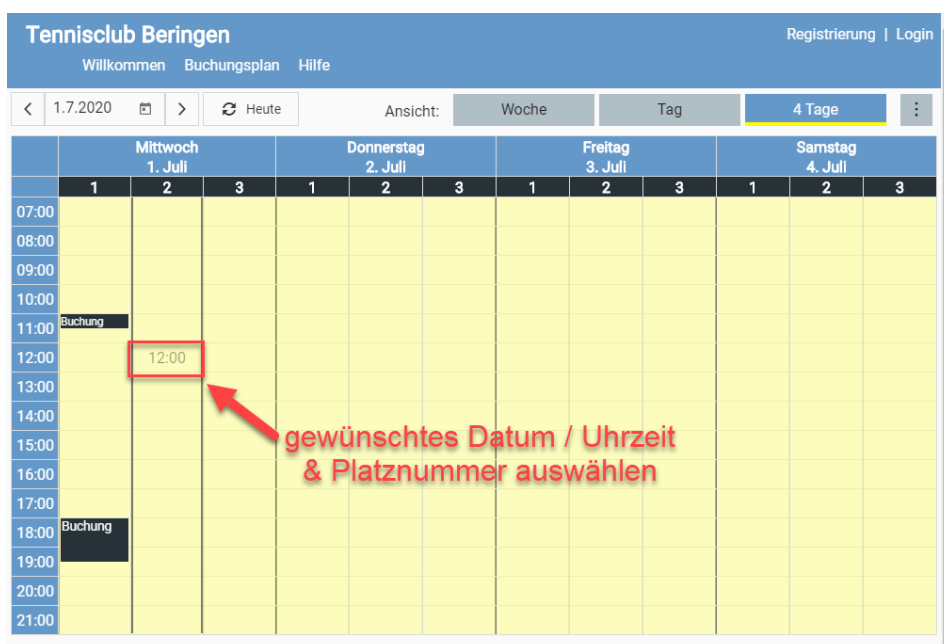 Tennisclub Beringen
Registrierung | Login
Willkommen Buchungsplan Hilfe
1.7.2020 Heute Ansicht: Woche Tag 4 Tage
Mittwoch Donnerstag Freitag Samstag
1. Juli 2. Juli 3. Juli 4. Juli
1 2 3 1 2 3 1 2 3 1 2 3
07:00
08:00
09:00
10:00
Buchung
11:00
12:00 12:00
13:00
14:00
gewünschtes Datum / Uhrzeit
15:00
& Platznummer auswählen
16:00
17:00
18:00 Buchung
19:00
20:00
21:00